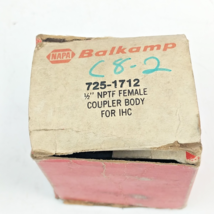 NAPA Balkamp
C8-2
725-1712
½" NPTF FEMALE
COUPLER BODY
FOR IHC